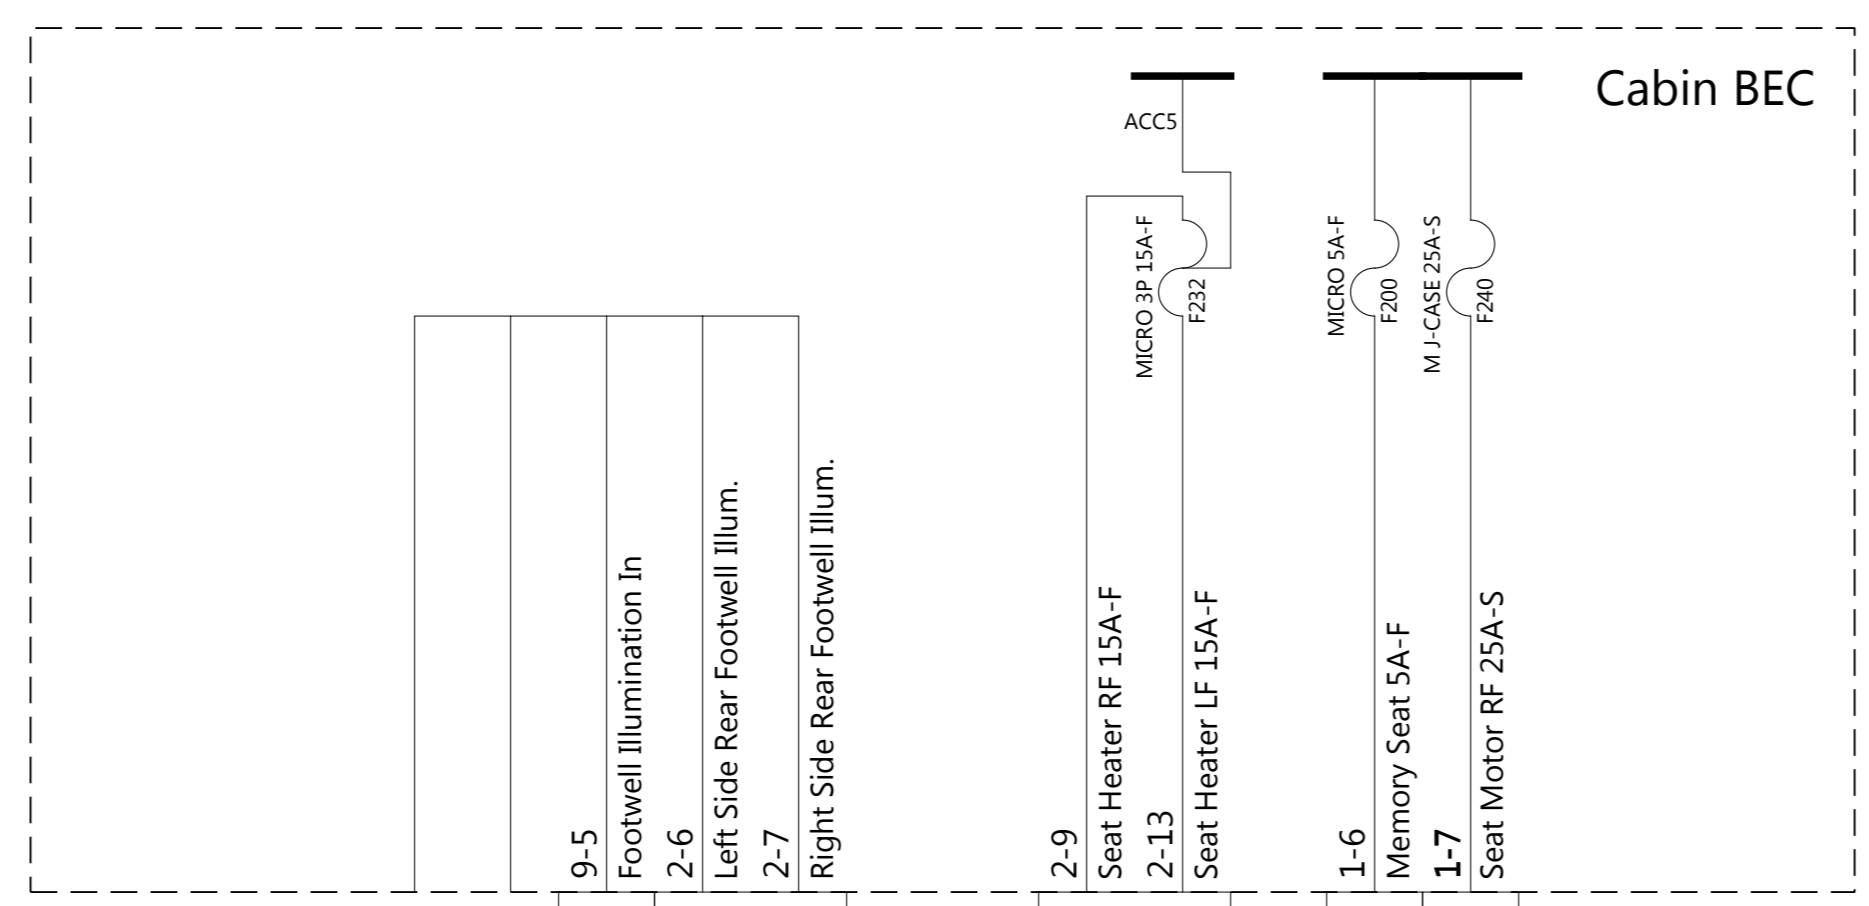 Cabin BEC
ACC5
MICRO 3P 15A-F
F232
MICRO 5A-F
F200
M J-CASE 25A-S
F240
9-5
Footwell Illumination In
2-6
Left Side Rear Footwell Illum.
2-7
Right Side Rear Footwell Illum.
2-9
Seat Heater RF 15A-F
2-13
Seat Heater LF 15A-F
1-6
Memory Seat 5A-F
1-7
Seat Motor RF 25A-S